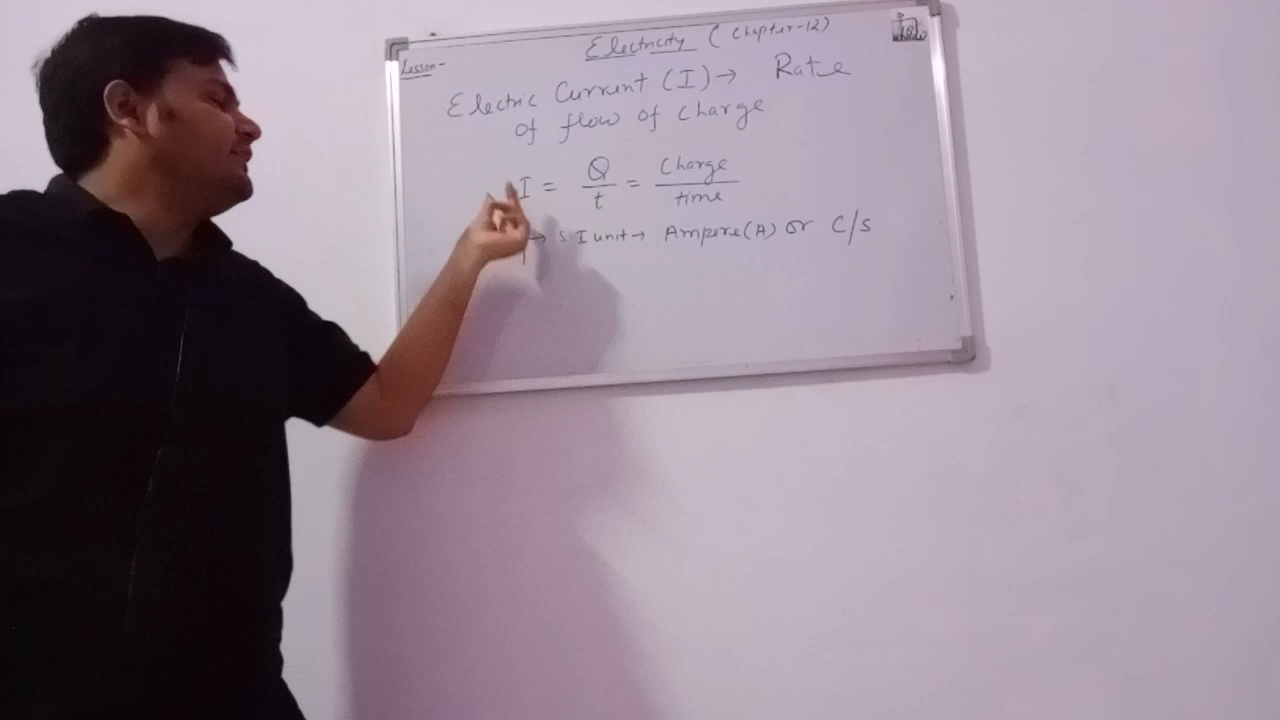 Electricity (Chapter-12)
Lesson-
Electric Current (I) → Rate
of flow of charge
I = Q/t = Charge/time
→ S I unit → Ampere(A) or C/s